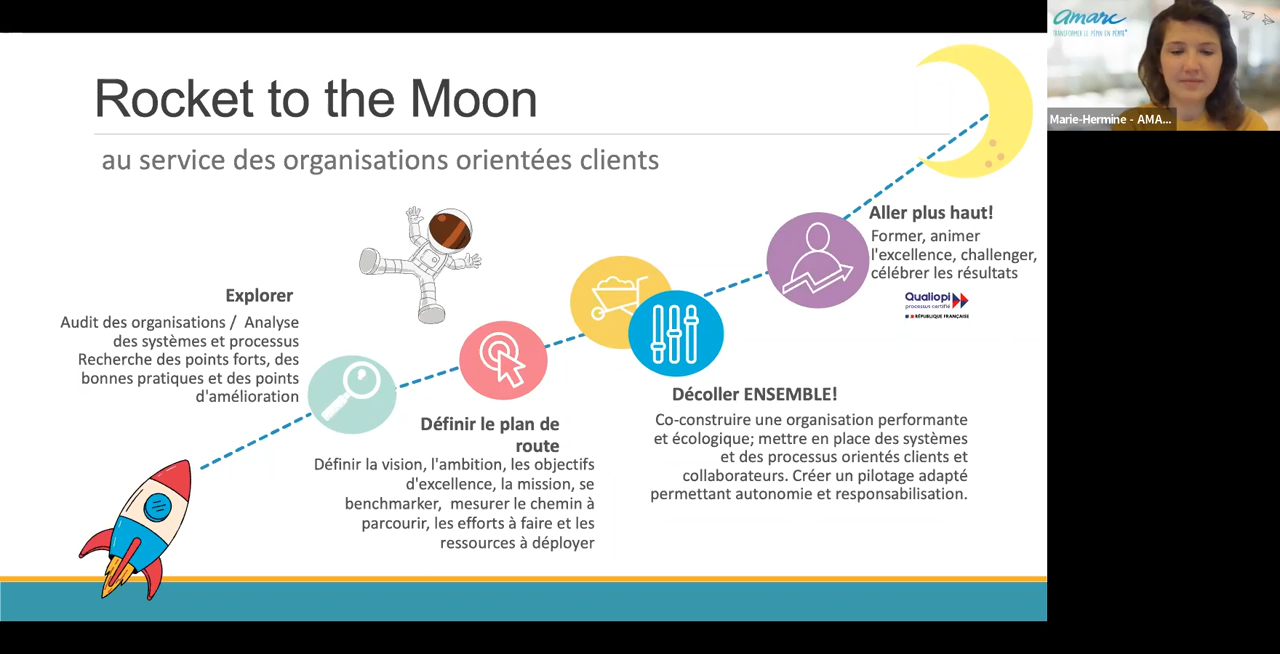 Rocket to the Moon
au service des organisations orientées clients
amarc
TRANSFORMER LE PÉPIN EN PÉPITE
Marie-Hermine - AMA...
Aller plus haut!
Former, animer
l'excellence, challenger,
célébrer les résultats
Qualiopi
processus certifié
RÉPUBLIQUE FRANÇAISE
Explorer
Audit des organisations / Analyse
des systèmes et processus
Recherche des points forts, des
bonnes pratiques et des points
d'amélioration
Définir le plan de
route
Définir la vision, l'ambition, les objectifs
d'excellence, la mission, se
benchmarker, mesurer le chemin à
parcourir, les efforts à faire et les
ressources à déployer
Décoller ENSEMBLE!
Co-construire une organisation performante
et écologique; mettre en place des systèmes
et des processus orientés clients et
collaborateurs. Créer un pilotage adapté
permettant autonomie et responsabilisation.